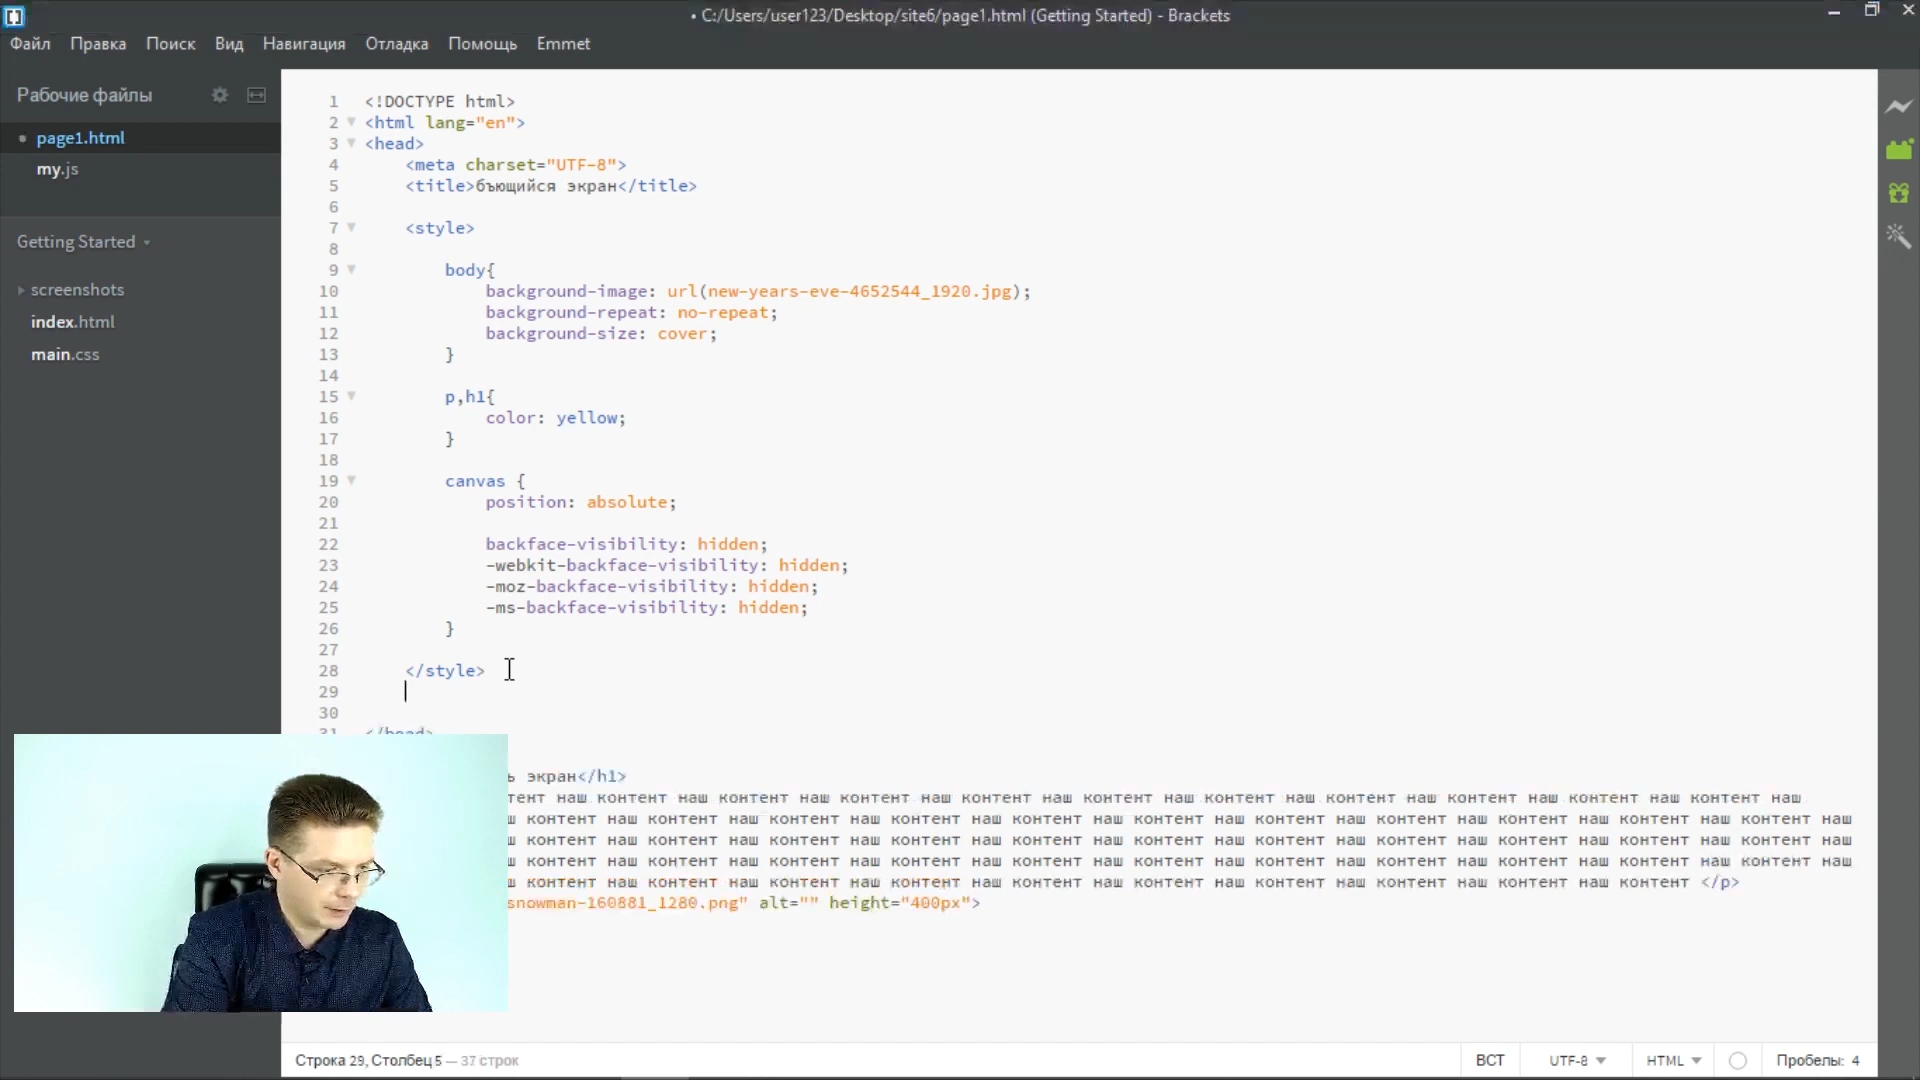 • C:/Users/user123/Desktop/site6/page1.html (Getting Started) - Brackets
Файл Правка Поиск Вид Навигация Отладка Помощь Emmet
Рабочие файлы
page1.html
my.js
Getting Started
screenshots
index.html
main.css
1 <!DOCTYPE html>
2 <html lang="en">
3 <head>
4 <meta charset="UTF-8">
5 <title>бъющийся экран</title>
6
7 <style>
8
9 body{
10 background-image: url(new-years-eve-4652544_1920.jpg);
11 background-repeat: no-repeat;
12 background-size: cover;
13 }
14
15 p,h1{
16 color: yellow;
17 }
18
19 canvas {
20 position: absolute;
21
22 backface-visibility: hidden;
23 -webkit-backface-visibility: hidden;
24 -moz-backface-visibility: hidden;
25 -ms-backface-visibility: hidden;
26 }
27
28 </style>
29
30
31 </head>
ь экран</h1>
тент наш контент наш контент наш контент наш контент наш контент наш контент наш контент наш контент наш контент наш
ш контент наш контент наш контент наш контент наш контент наш контент наш контент наш контент наш контент наш контент наш
ш контент наш контент наш контент наш контент наш контент наш контент наш контент наш контент наш контент наш контент наш
ш контент наш контент наш контент наш контент наш контент наш контент наш контент наш контент наш контент наш контент наш
ш контент наш контент наш контент наш контент наш контент наш контент наш контент наш контент наш контент </p>
snowman-160881_1280.png" alt="" height="400px">
Строка 29, Столбец 5 — 37 строк
ВСТ UTF-8 HTML Пробелы: 4